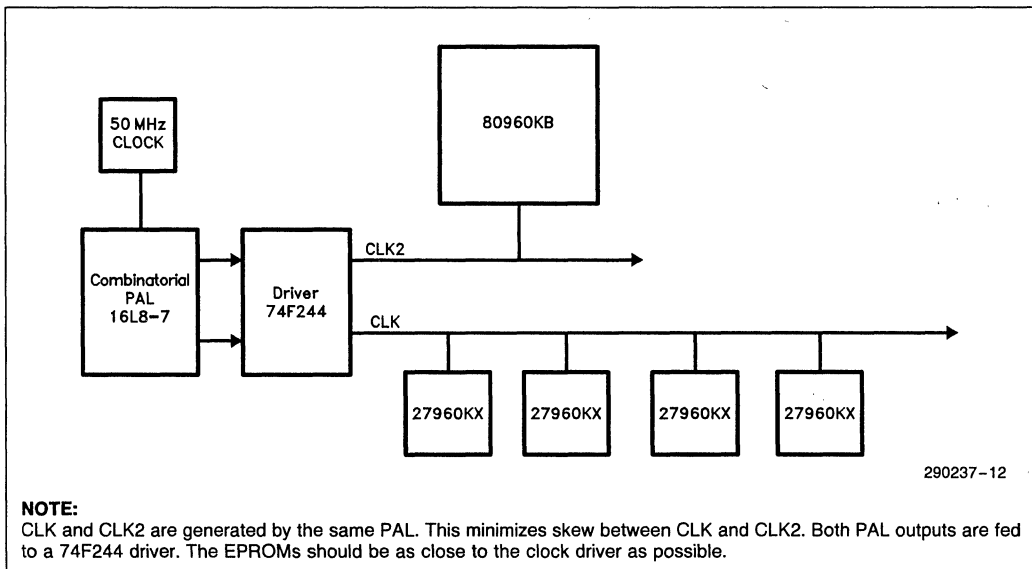 80960KB
50 MHz
CLOCK
Combinatorial
PAL
16L8-7
Driver
74F244
CLK2
CLK
27960KX
27960KX
27960KX
27960KX
290237-12
NOTE:
CLK and CLK2 are generated by the same PAL. This minimizes skew between CLK and CLK2. Both PAL outputs are fed
to a 74F244 driver. The EPROMs should be as close to the clock driver as possible.